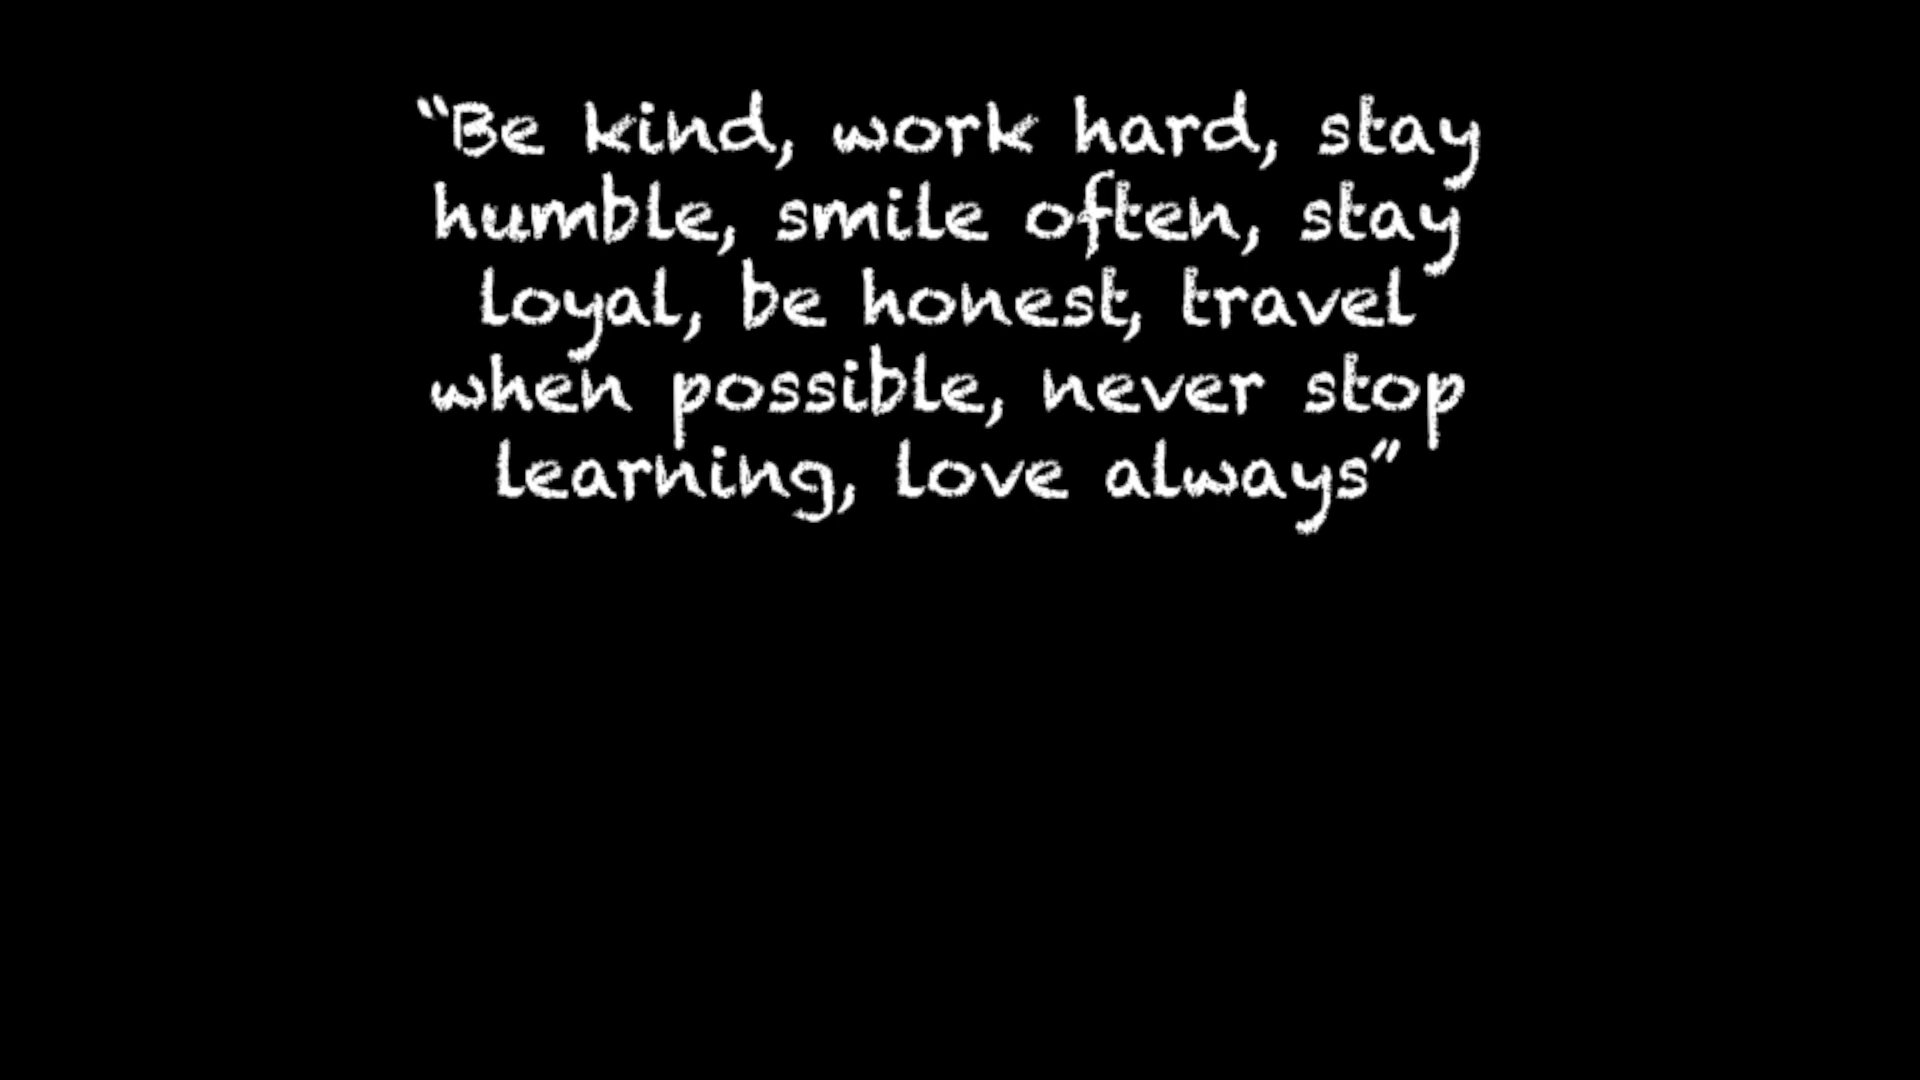 “Be kind, work hard, stay
humble, smile often, stay
loyal, be honest, travel
when possible, never stop
learning, love always”